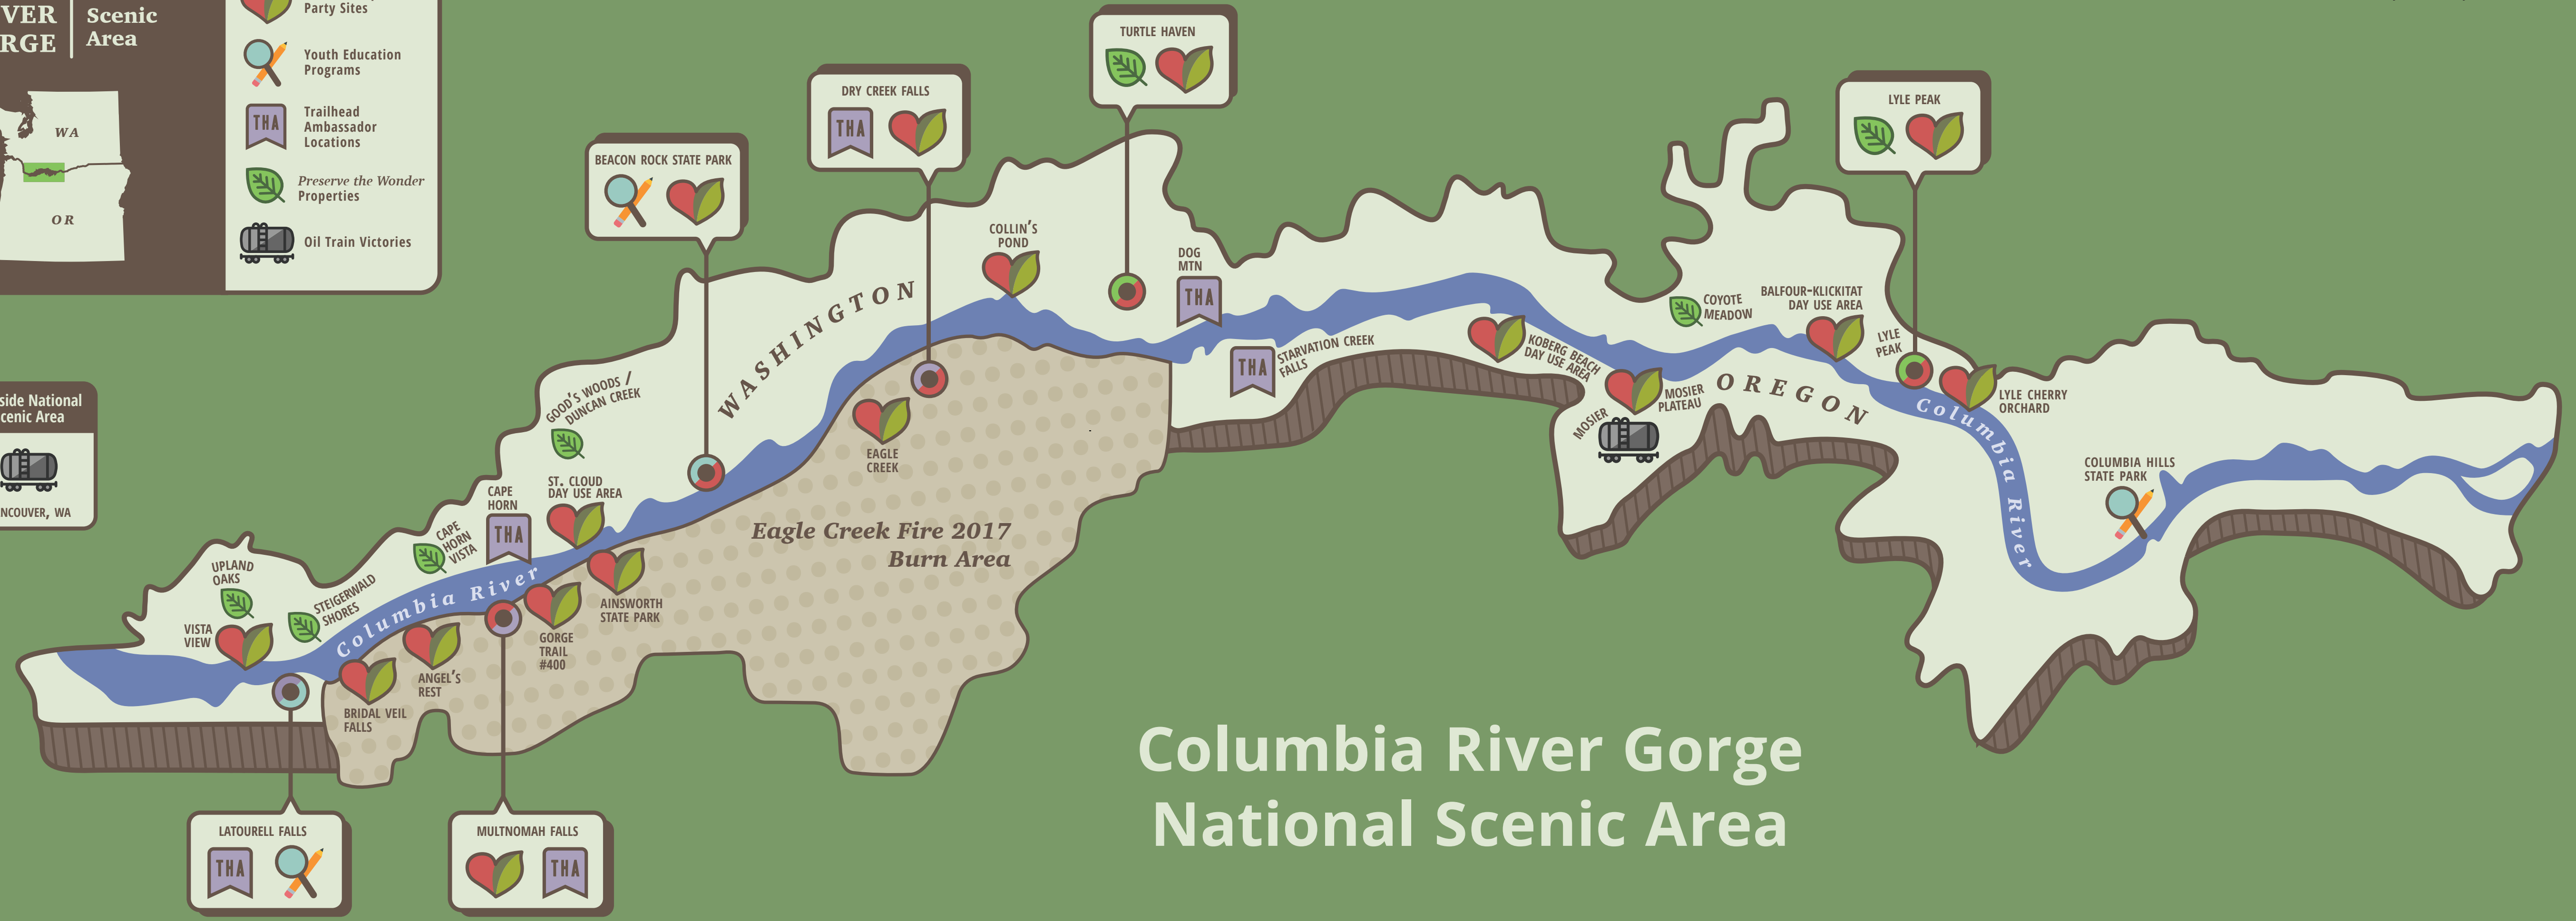 VER
RGE
Scenic
Area
WA
OR
Party Sites
Youth Education
Programs
THA
Trailhead
Ambassador
Locations
Preserve the Wonder
Properties
Oil Train Victories
side National
cenic Area
NCOUVER, WA
BEACON ROCK STATE PARK
DRY CREEK FALLS
THA
TURTLE HAVEN
LYLE PEAK
WASHINGTON
COLLIN'S
POND
DOG
MTN
THA
STARVATION CREEK
FALLS
THA
KOBERG BEACH
DAY USE AREA
COYOTE
MEADOW
BALFOUR-KLICKITAT
DAY USE AREA
LYLE
PEAK
LYLE CHERRY
ORCHARD
MOSIER
PLATEAU
MOSIER
OREGON
Columbia River
COLUMBIA HILLS
STATE PARK
GOOD'S WOODS /
DUNCAN CREEK
EAGLE
CREEK
ST. CLOUD
DAY USE AREA
CAPE
HORN
THA
CAPE
HORN
VISTA
Eagle Creek Fire 2017
Burn Area
UPLAND
OAKS
STEIGERWALD
SHORES
VISTA
VIEW
Columbia River
AINSWORTH
STATE PARK
GORGE
TRAIL
#400
ANGEL'S
REST
BRIDAL VEIL
FALLS
LATOURELL FALLS
THA
MULTNOMAH FALLS
THA
Columbia River Gorge
National Scenic Area